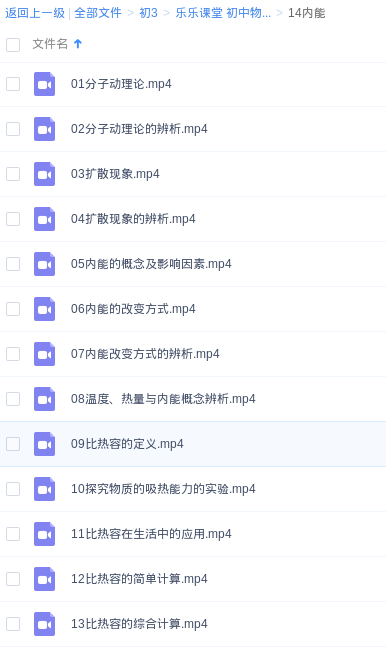 返回上一级 | 全部文件 > 初3 > 乐乐课堂 初中物... > 14内能
文件名
01分子动理论.mp4
02分子动理论的辨析.mp4
03扩散现象.mp4
04扩散现象的辨析.mp4
05内能的概念及影响因素.mp4
06内能的改变方式.mp4
07内能改变方式的辨析.mp4
08温度、热量与内能概念辨析.mp4
09比热容的定义.mp4
10探究物质的吸热能力的实验.mp4
11比热容在生活中的应用.mp4
12比热容的简单计算.mp4
13比热容的综合计算.mp4